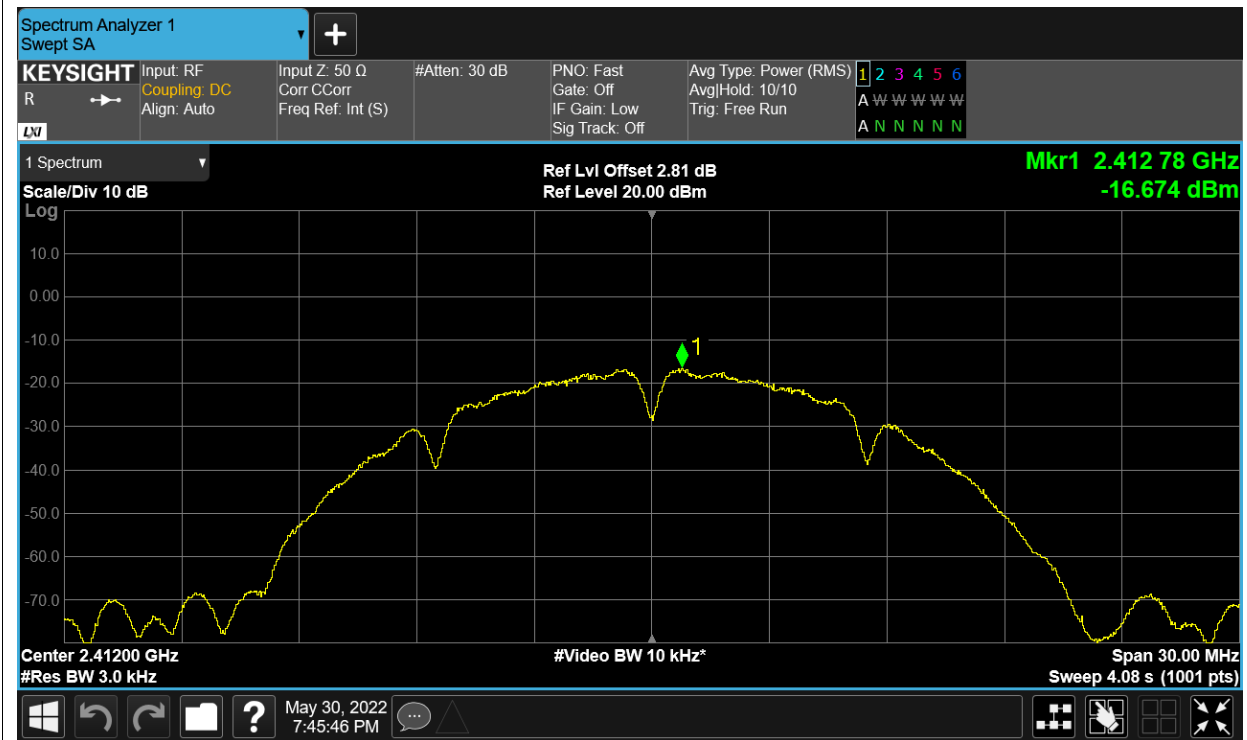 Spectrum Analyzer 1
Swept SA
KEYSIGHT
R
LXI
Input: RF
Coupling: DC
Align: Auto
Input Z: 50 Ω
Corr CCorr
Freq Ref: Int (S)
#Atten: 30 dB
PNO: Fast
Gate: Off
IF Gain: Low
Sig Track: Off
Avg Type: Power (RMS)
Avg|Hold: 10/10
Trig: Free Run
1 2 3 4 5 6
A W W W W W
A N N N N N
1 Spectrum
Scale/Div 10 dB
Log
Ref Lvl Offset 2.81 dB
Ref Level 20.00 dBm
Mkr1 2.412 78 GHz
-16.674 dBm
10.0
0.00
-10.0
-20.0
-30.0
-40.0
-50.0
-60.0
-70.0
1
Center 2.41200 GHz
#Res BW 3.0 kHz
#Video BW 10 kHz*
Span 30.00 MHz
Sweep 4.08 s (1001 pts)
?
May 30, 2022
7:45:46 PM